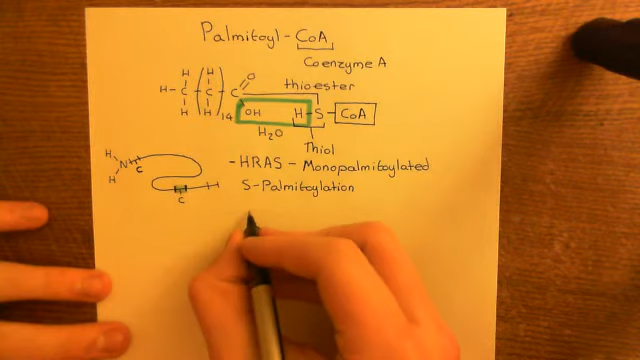 Palmitoyl - CoA
Coenzyme A
H H O thioester
H - C ( C ) C
H H 14 OH H - S - CoA
H₂O Thiol
H N C
H
C
- HRAS - Monopalmitoylated
S-Palmitoylation